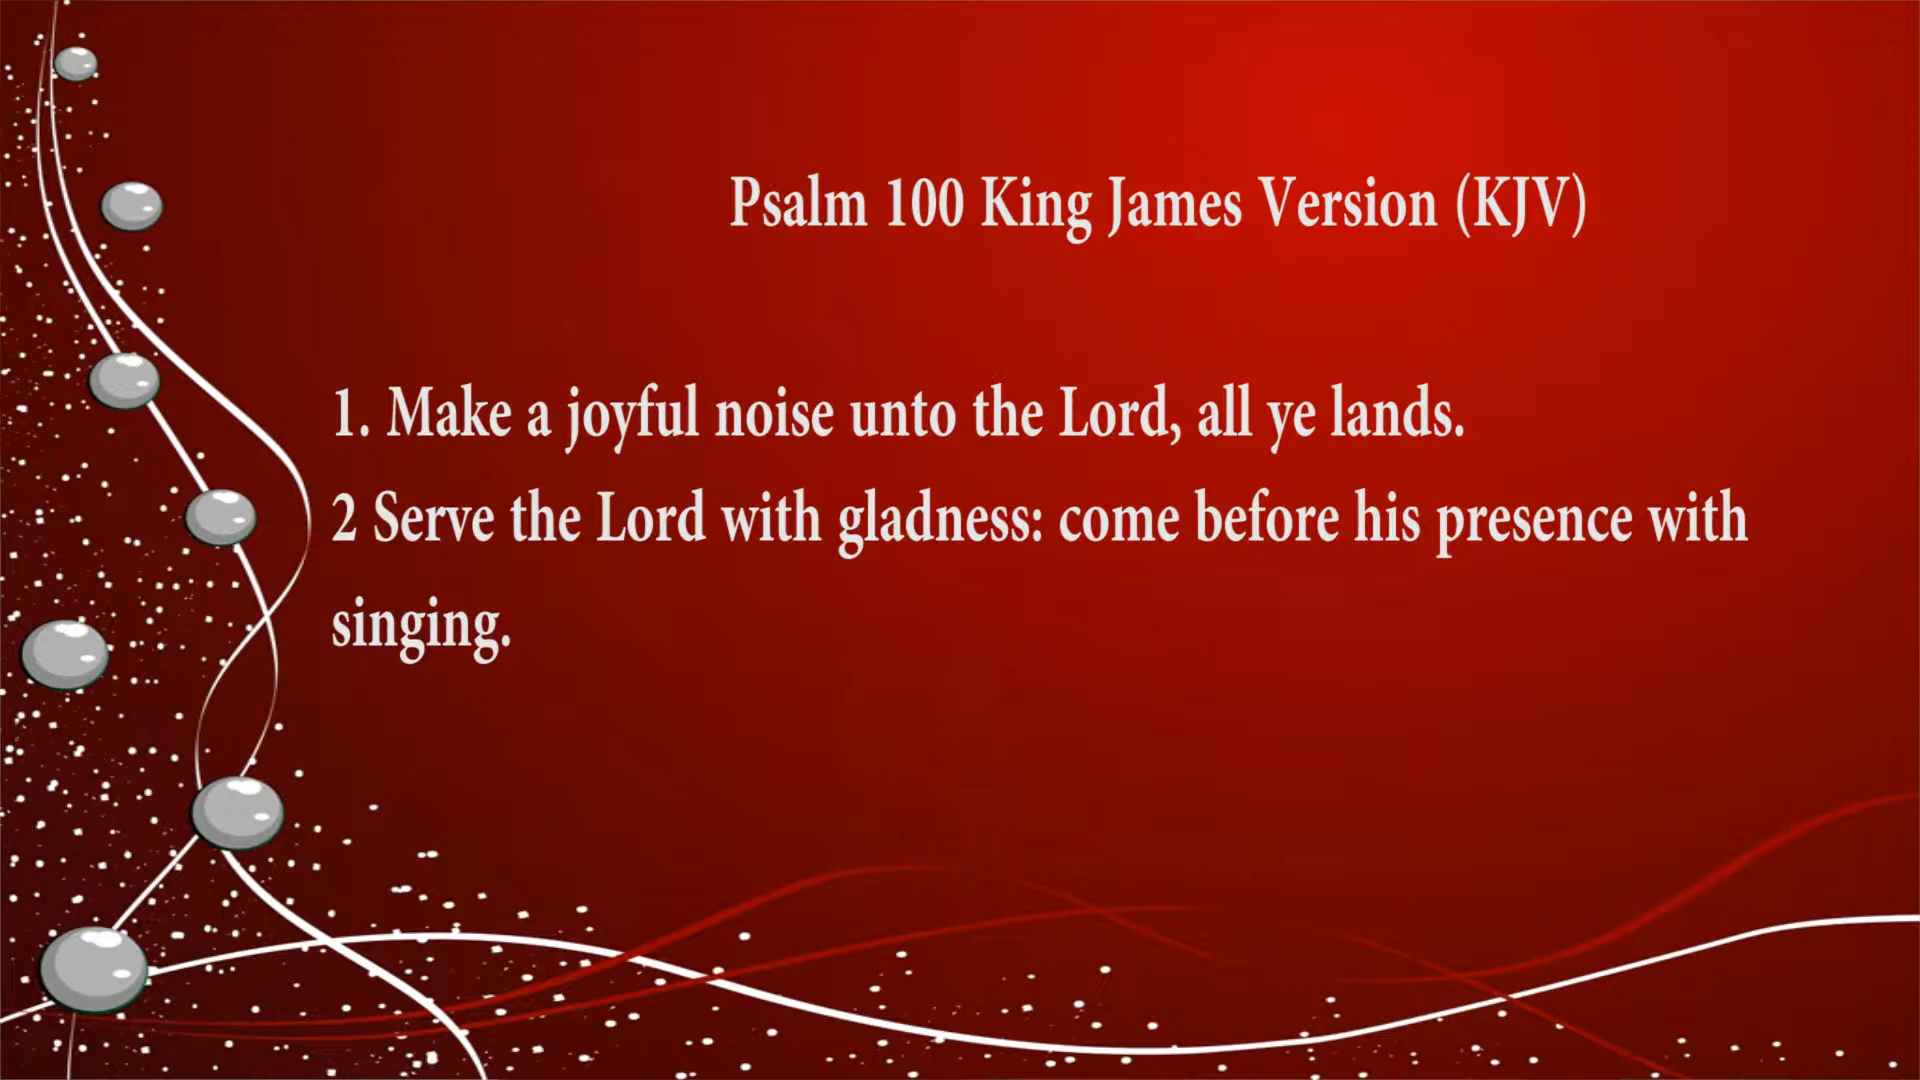 Psalm 100 King James Version (KJV)
1. Make a joyful noise unto the Lord, all ye lands.
2 Serve the Lord with gladness: come before his presence with
singing.